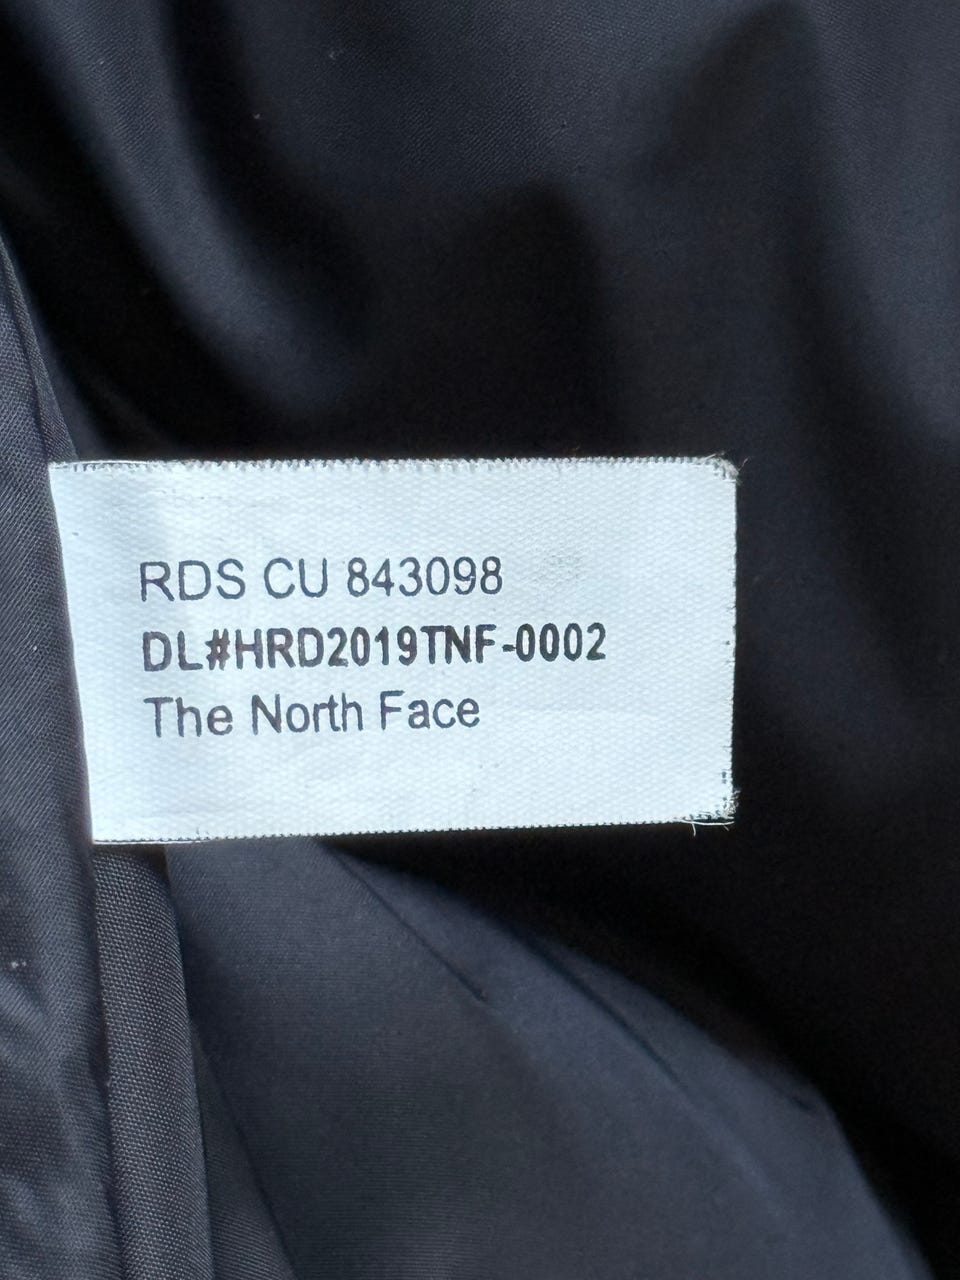 RDS CU 843098
DL#HRD2019TNF-0002
The North Face